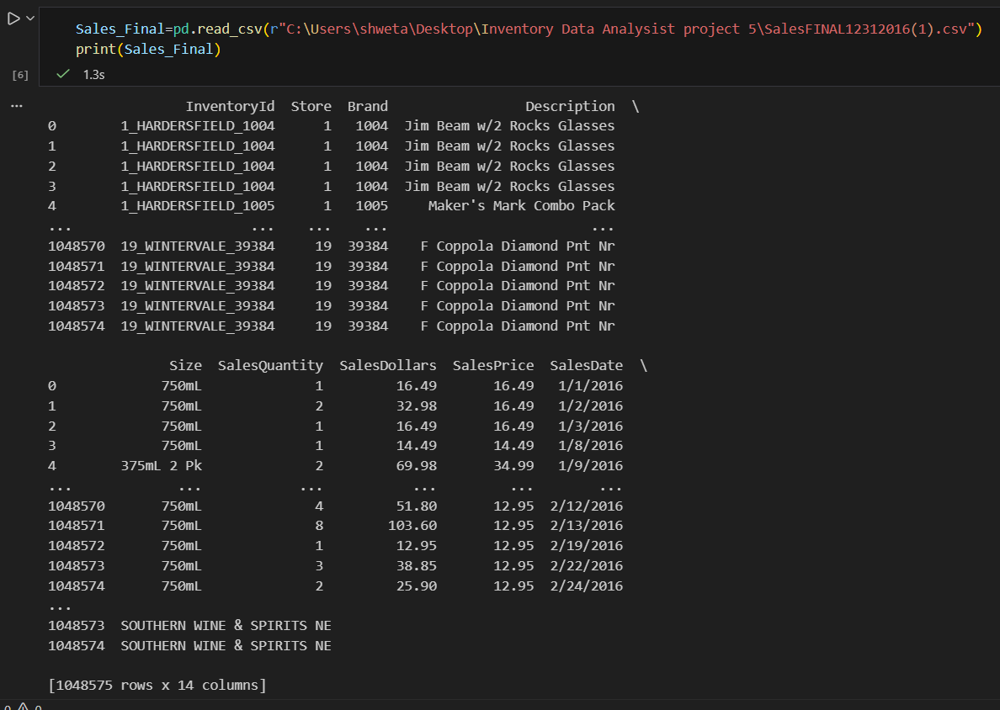 Sales_Final=pd.read_csv(r"C:\Users\shweta\Desktop\Inventory Data Analysist project 5\SalesFINAL12312016(1).csv")
print(Sales_Final)
[6] 1.3s
...
InventoryId Store Brand Description \
0 1_HARDERSFIELD_1004 1 1004 Jim Beam w/2 Rocks Glasses
1 1_HARDERSFIELD_1004 1 1004 Jim Beam w/2 Rocks Glasses
2 1_HARDERSFIELD_1004 1 1004 Jim Beam w/2 Rocks Glasses
3 1_HARDERSFIELD_1004 1 1004 Jim Beam w/2 Rocks Glasses
4 1_HARDERSFIELD_1005 1 1005 Maker's Mark Combo Pack
... ... ... ... ...
1048570 19_WINTERVALE_39384 19 39384 F Coppola Diamond Pnt Nr
1048571 19_WINTERVALE_39384 19 39384 F Coppola Diamond Pnt Nr
1048572 19_WINTERVALE_39384 19 39384 F Coppola Diamond Pnt Nr
1048573 19_WINTERVALE_39384 19 39384 F Coppola Diamond Pnt Nr
1048574 19_WINTERVALE_39384 19 39384 F Coppola Diamond Pnt Nr
Size SalesQuantity SalesDollars SalesPrice SalesDate \
0 750mL 1 16.49 16.49 1/1/2016
1 750mL 2 32.98 16.49 1/2/2016
2 750mL 1 16.49 16.49 1/3/2016
3 750mL 1 14.49 14.49 1/8/2016
4 375mL 2 Pk 2 69.98 34.99 1/9/2016
... ... ... ... ... ...
1048570 750mL 4 51.80 12.95 2/12/2016
1048571 750mL 8 103.60 12.95 2/13/2016
1048572 750mL 1 12.95 12.95 2/19/2016
1048573 750mL 3 38.85 12.95 2/22/2016
1048574 750mL 2 25.90 12.95 2/24/2016
...
1048573 SOUTHERN WINE & SPIRITS NE
1048574 SOUTHERN WINE & SPIRITS NE
[1048575 rows x 14 columns]